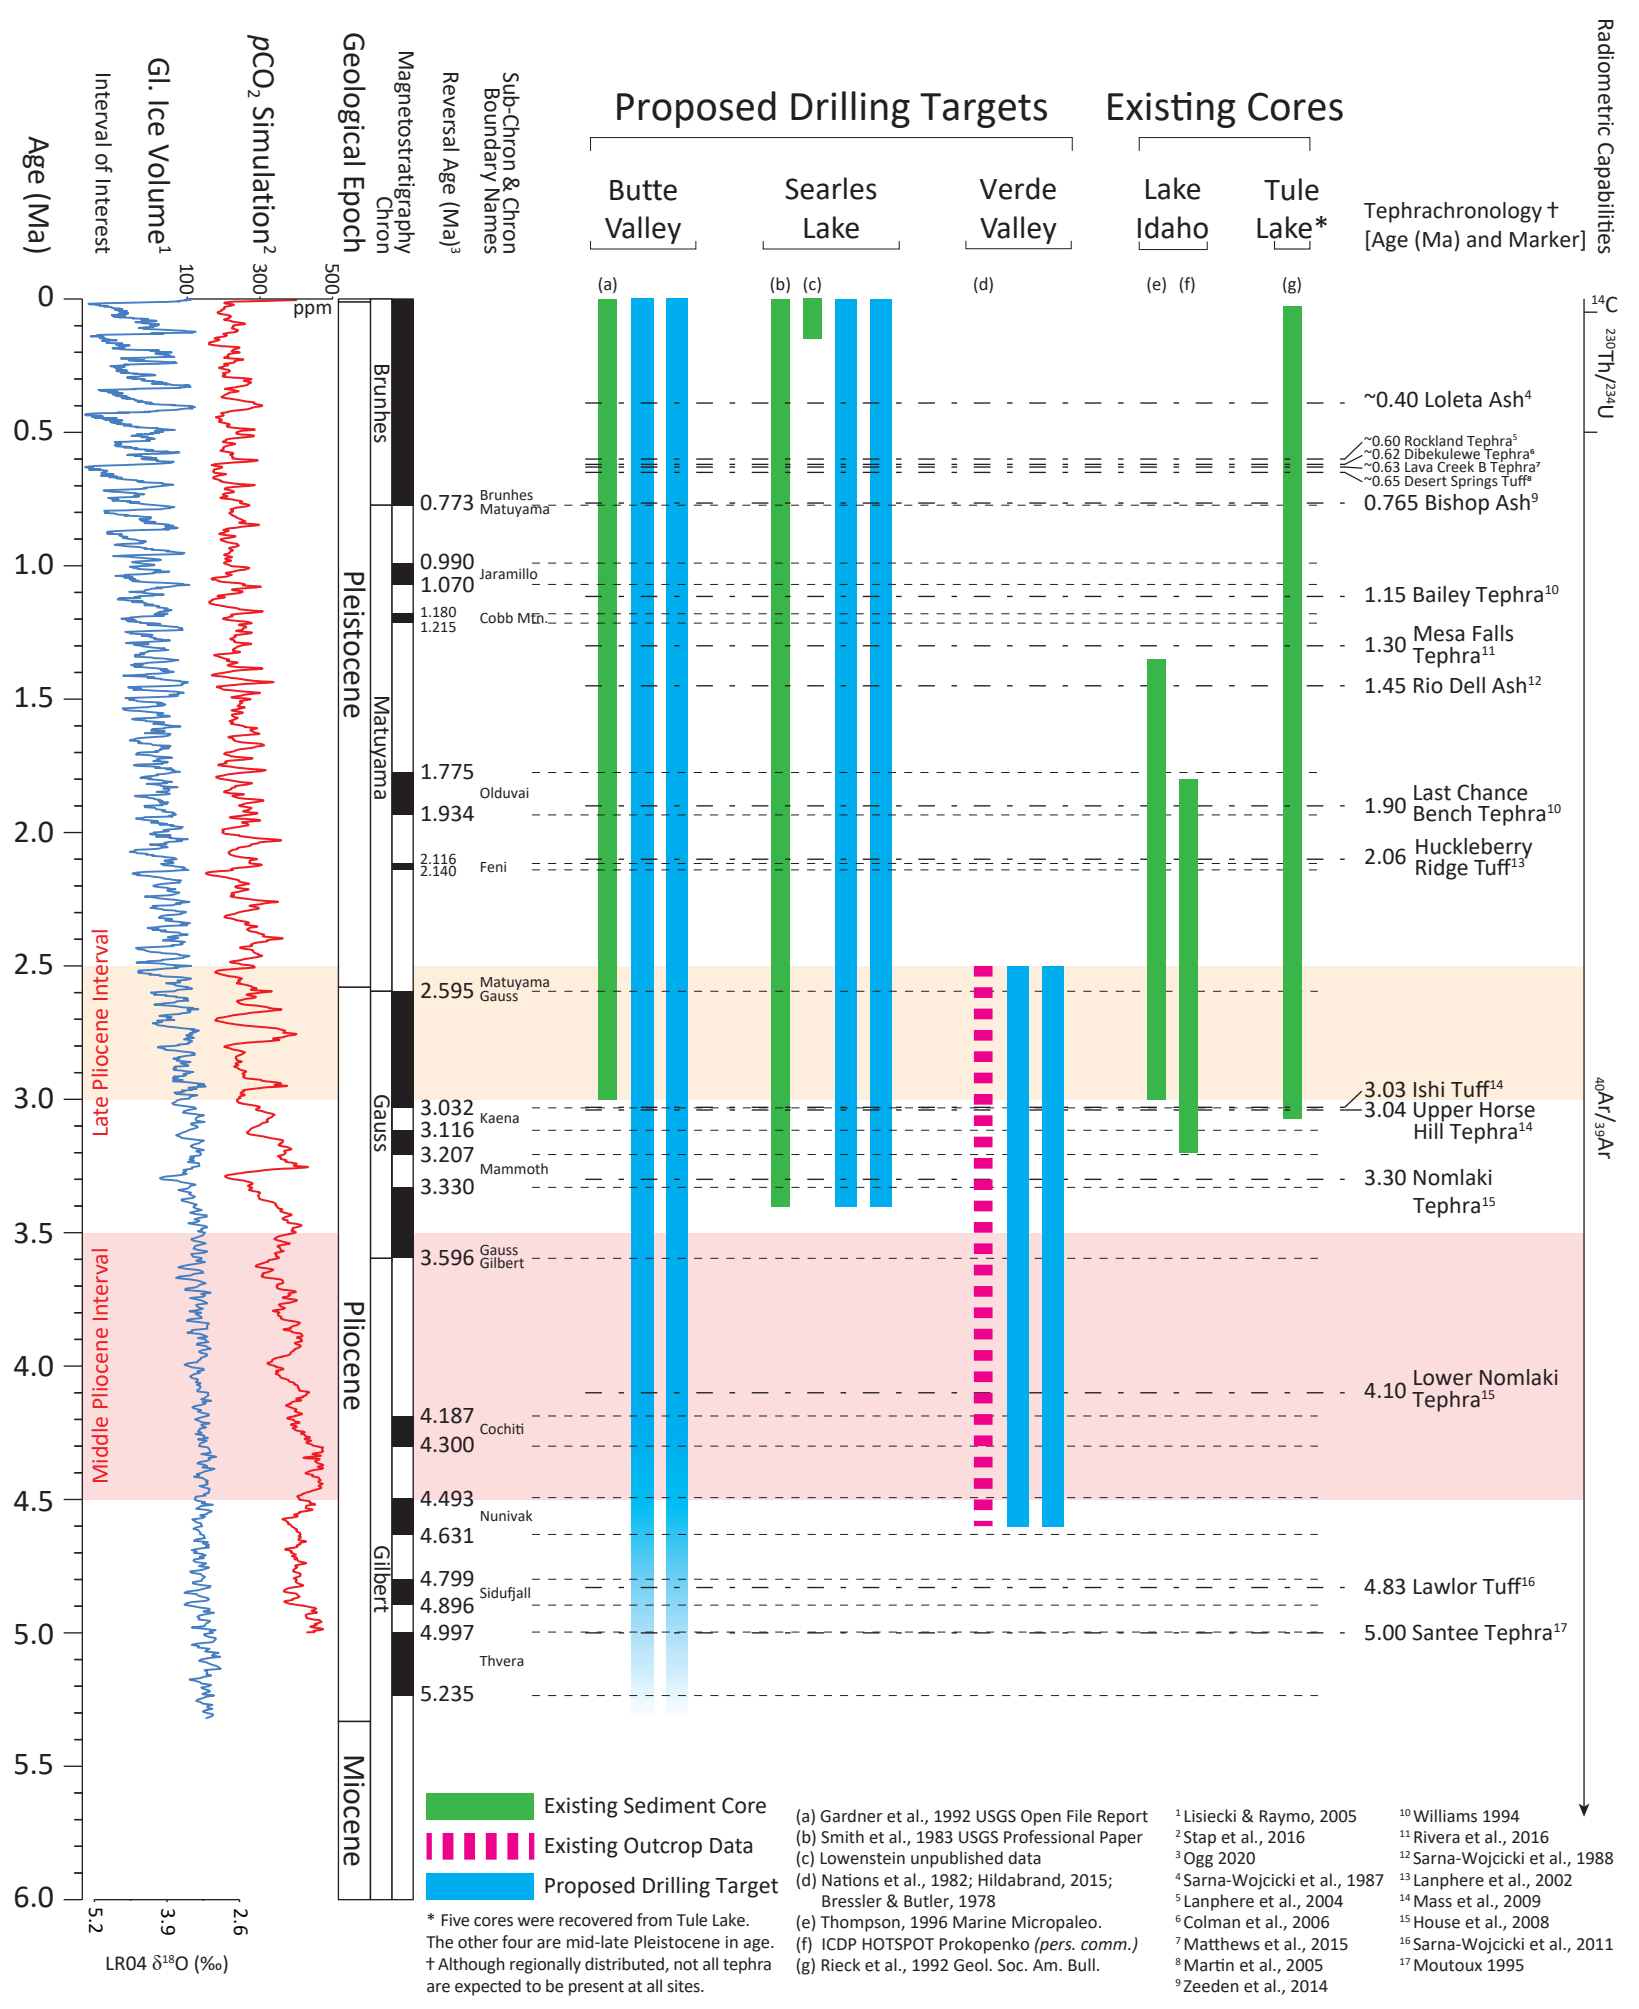 Age (Ma)
Interval of Interest
Gl. Ice Volume1
pCO2 Simulation2
Geological Epoch
Magnetostratigraphy
Chron
Reversal Age (Ma)3
Sub-Chron & Chron
Boundary Names
Proposed Drilling Targets
Existing Cores
Butte
Valley
Searles
Lake
Verde
Valley
Lake
Idaho
Tule
Lake*
Tephrachronology †
[Age (Ma) and Marker]
Radiometric Capabilities
100
300
500
ppm
(a)
(b)
(c)
(d)
(e)
(f)
(g)
0
0.5
1.0
1.5
2.0
2.5
3.0
3.5
4.0
4.5
5.0
5.5
6.0
Late Pliocene Interval
Middle Pliocene Interval
Pleistocene
Pliocene
Miocene
Brunhes
Matuyama
Gauss
Gilbert
0.773
Brunhes
Matuyama
0.990
Jaramillo
1.070
1.180
Cobb Mtn.
1.215
1.775
Olduvai
1.934
2.116
Feni
2.140
2.595
Matuyama
Gauss
3.032
Kaena
3.116
3.207
Mammoth
3.330
3.596
Gauss
Gilbert
4.187
Cochiti
4.300
4.493
Nunivak
4.631
4.799
Sidufjall
4.896
4.997
Thvera
5.235
~0.40 Loleta Ash4
~0.60 Rockland Tephra5
~0.62 Dibekulewe Tephra6
~0.63 Lava Creek B Tephra7
~0.65 Desert Springs Tuff8
0.765 Bishop Ash9
1.15 Bailey Tephra10
1.30 Mesa Falls
Tephra11
1.45 Rio Dell Ash12
1.90 Last Chance
Bench Tephra10
2.06 Huckleberry
Ridge Tuff13
3.03 Ishi Tuff14
3.04 Upper Horse
Hill Tephra14
3.30 Nomlaki
Tephra15
4.10 Lower Nomlaki
Tephra15
4.83 Lawlor Tuff16
5.00 Santee Tephra17
14C
230Th/234U
40Ar/39Ar
5.2
3.9
2.6
LR04 δ18O (‰)
Existing Sediment Core
Existing Outcrop Data
Proposed Drilling Target
* Five cores were recovered from Tule Lake.
The other four are mid-late Pleistocene in age.
† Although regionally distributed, not all tephra
are expected to be present at all sites.
(a) Gardner et al., 1992 USGS Open File Report
(b) Smith et al., 1983 USGS Professional Paper
(c) Lowenstein unpublished data
(d) Nations et al., 1982; Hildabrand, 2015;
Bressler & Butler, 1978
(e) Thompson, 1996 Marine Micropaleo.
(f) ICDP HOTSPOT Prokopenko (pers. comm.)
(g) Rieck et al., 1992 Geol. Soc. Am. Bull.
1 Lisiecki & Raymo, 2005
2 Stap et al., 2016
3 Ogg 2020
4 Sarna-Wojcicki et al., 1987
5 Lanphere et al., 2004
6 Colman et al., 2006
7 Matthews et al., 2015
8 Martin et al., 2005
9 Zeeden et al., 2014
10 Williams 1994
11 Rivera et al., 2016
12 Sarna-Wojcicki et al., 1988
13 Lanphere et al., 2002
14 Mass et al., 2009
15 House et al., 2008
16 Sarna-Wojcicki et al., 2011
17 Moutoux 1995